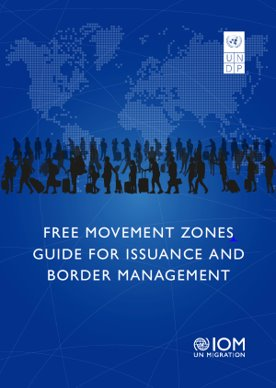 U N
D P
FREE MOVEMENT ZONES
GUIDE FOR ISSUANCE AND
BORDER MANAGEMENT
IOM
UN MIGRATION